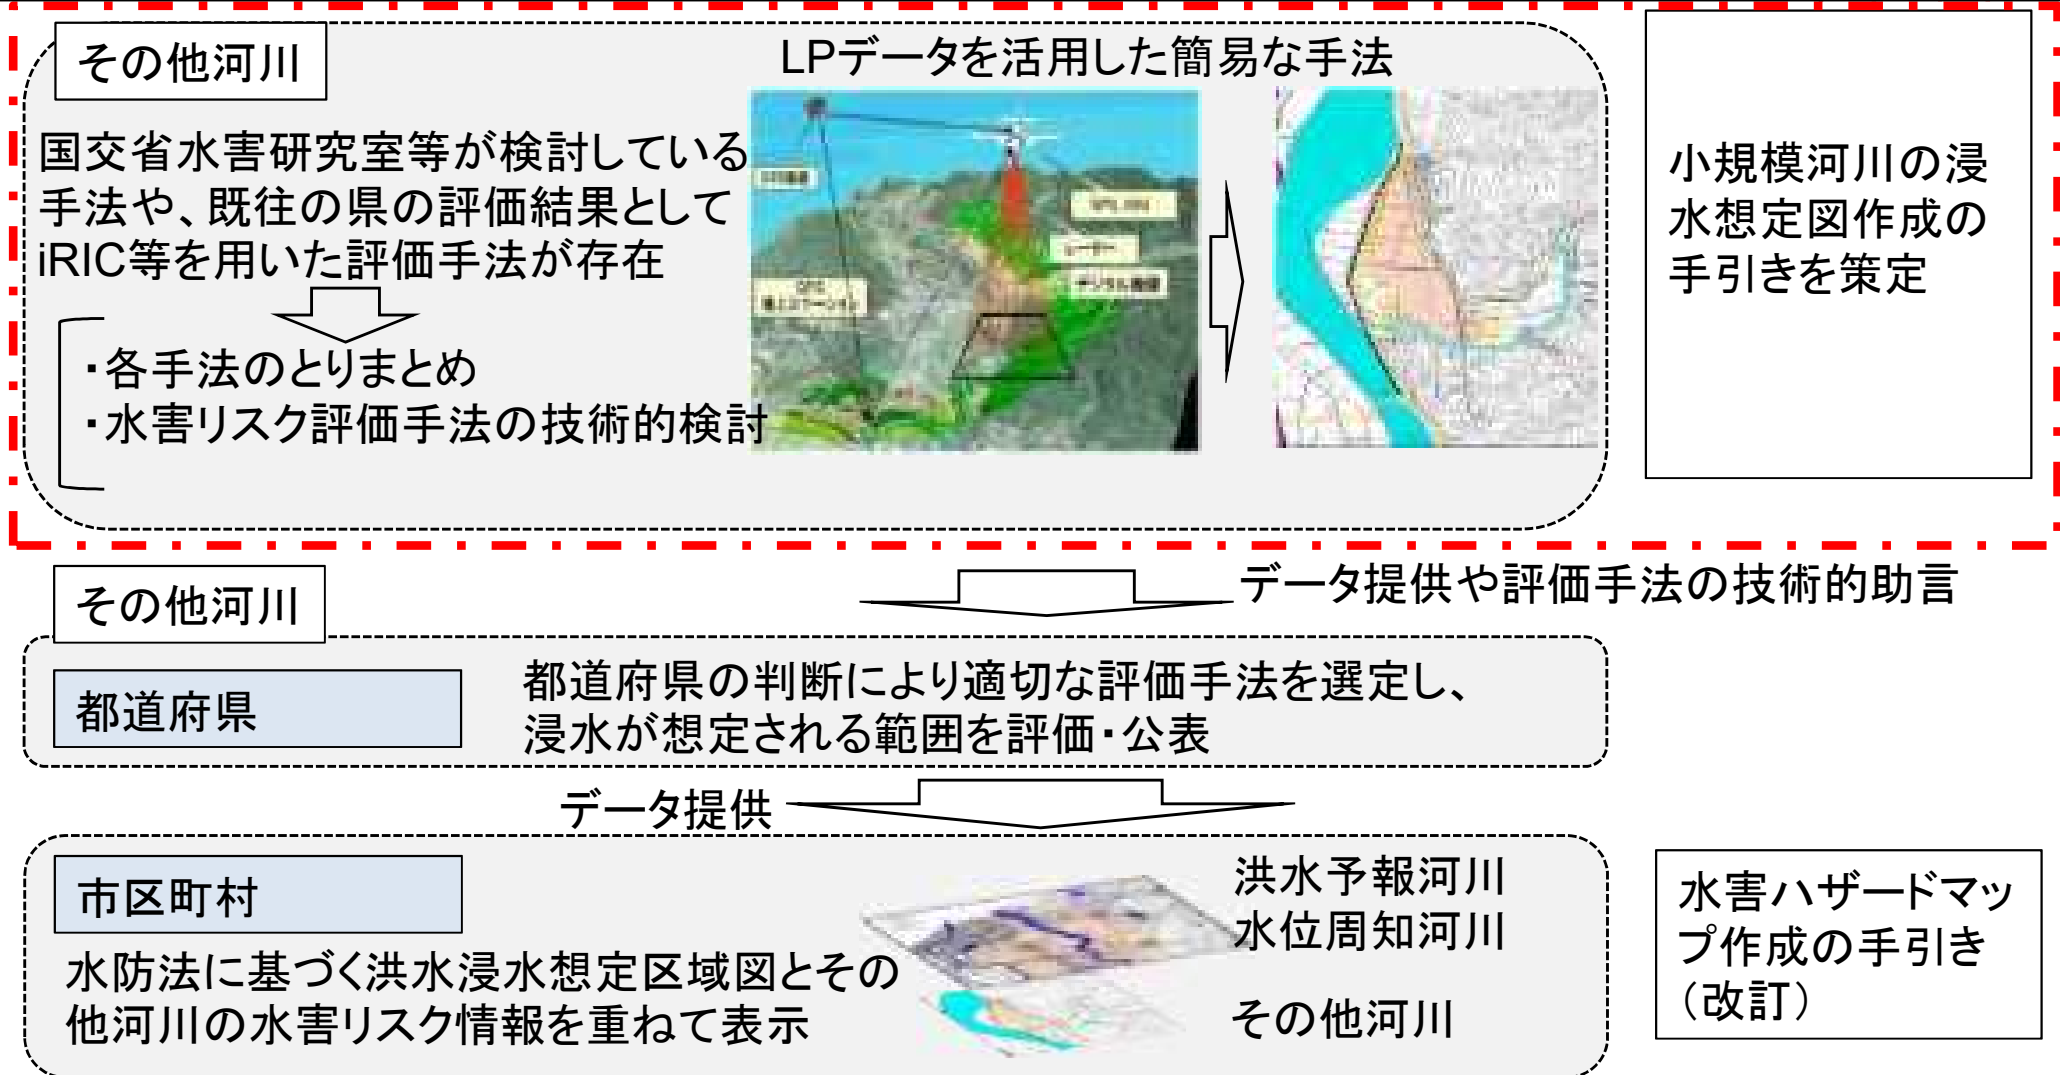 その他河川
LPデータを活用した簡易な手法
国交省水害研究室等が検討している
手法や、既往の県の評価結果として
iRIC等を用いた評価手法が存在
・各手法のとりまとめ
・水害リスク評価手法の技術的検討
レーザー
デジタル画像
小規模河川の浸
水想定図作成の
手引きを策定
データ提供や評価手法の技術的助言
その他河川
都道府県
都道府県の判断により適切な評価手法を選定し、
浸水が想定される範囲を評価・公表
データ提供
市区町村
水防法に基づく洪水浸水想定区域図とその
他河川の水害リスク情報を重ねて表示
洪水予報河川
水位周知河川
その他河川
水害ハザードマッ
プ作成の手引き
（改訂）